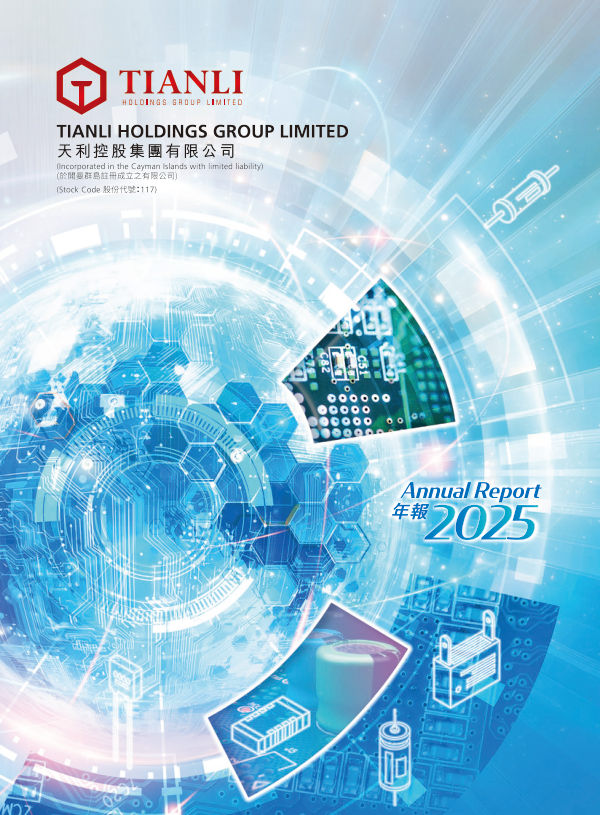 TIANLI
HOLDINGS GROUP LIMITED
TIANLI HOLDINGS GROUP LIMITED
天利控股集團有限公司
(Incorporated in the Cayman Islands with limited liability)
(於開曼群島註冊成立之有限公司)
(Stock Code 股份代號：117)
C82
C51
Annual Report
年報 2025